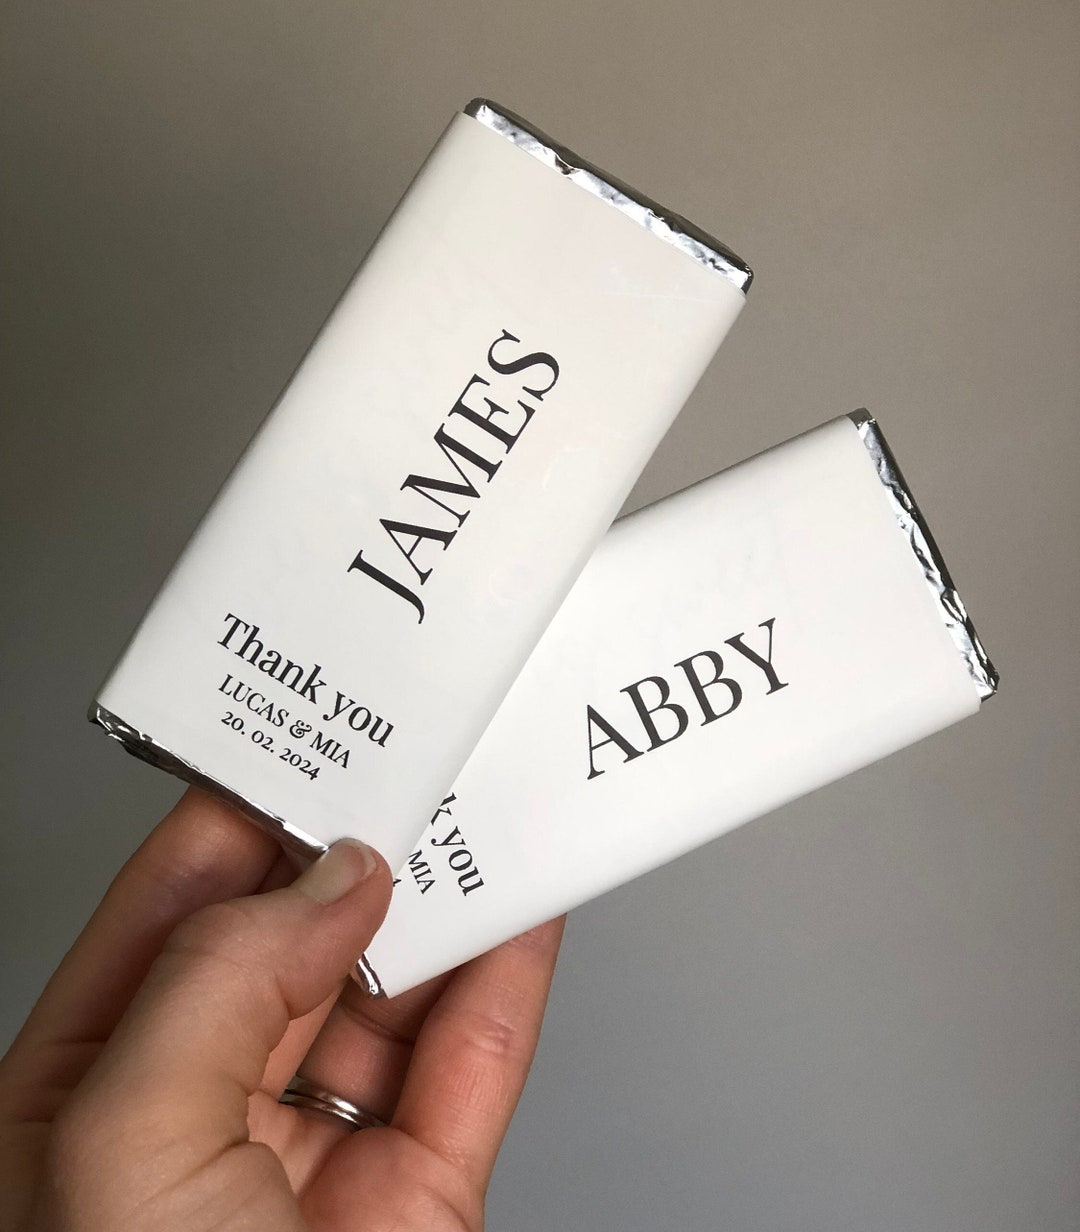 JAMES
Thank you
LUCAS & MIA
20. 02. 2024
ABBY
you
MIA